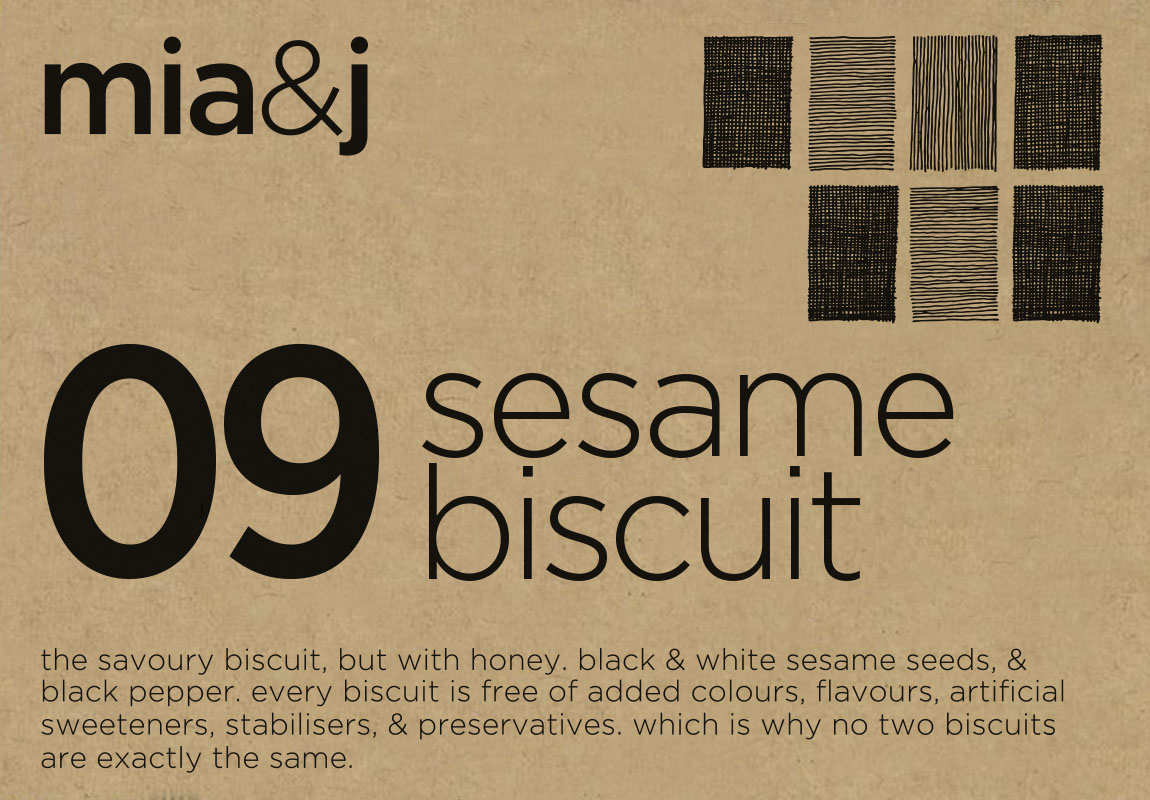 mia&j
09 sesame
biscuit
the savoury biscuit, but with honey. black & white sesame seeds, &
black pepper. every biscuit is free of added colours, flavours, artificial
sweeteners, stabilisers, & preservatives. which is why no two biscuits
are exactly the same.